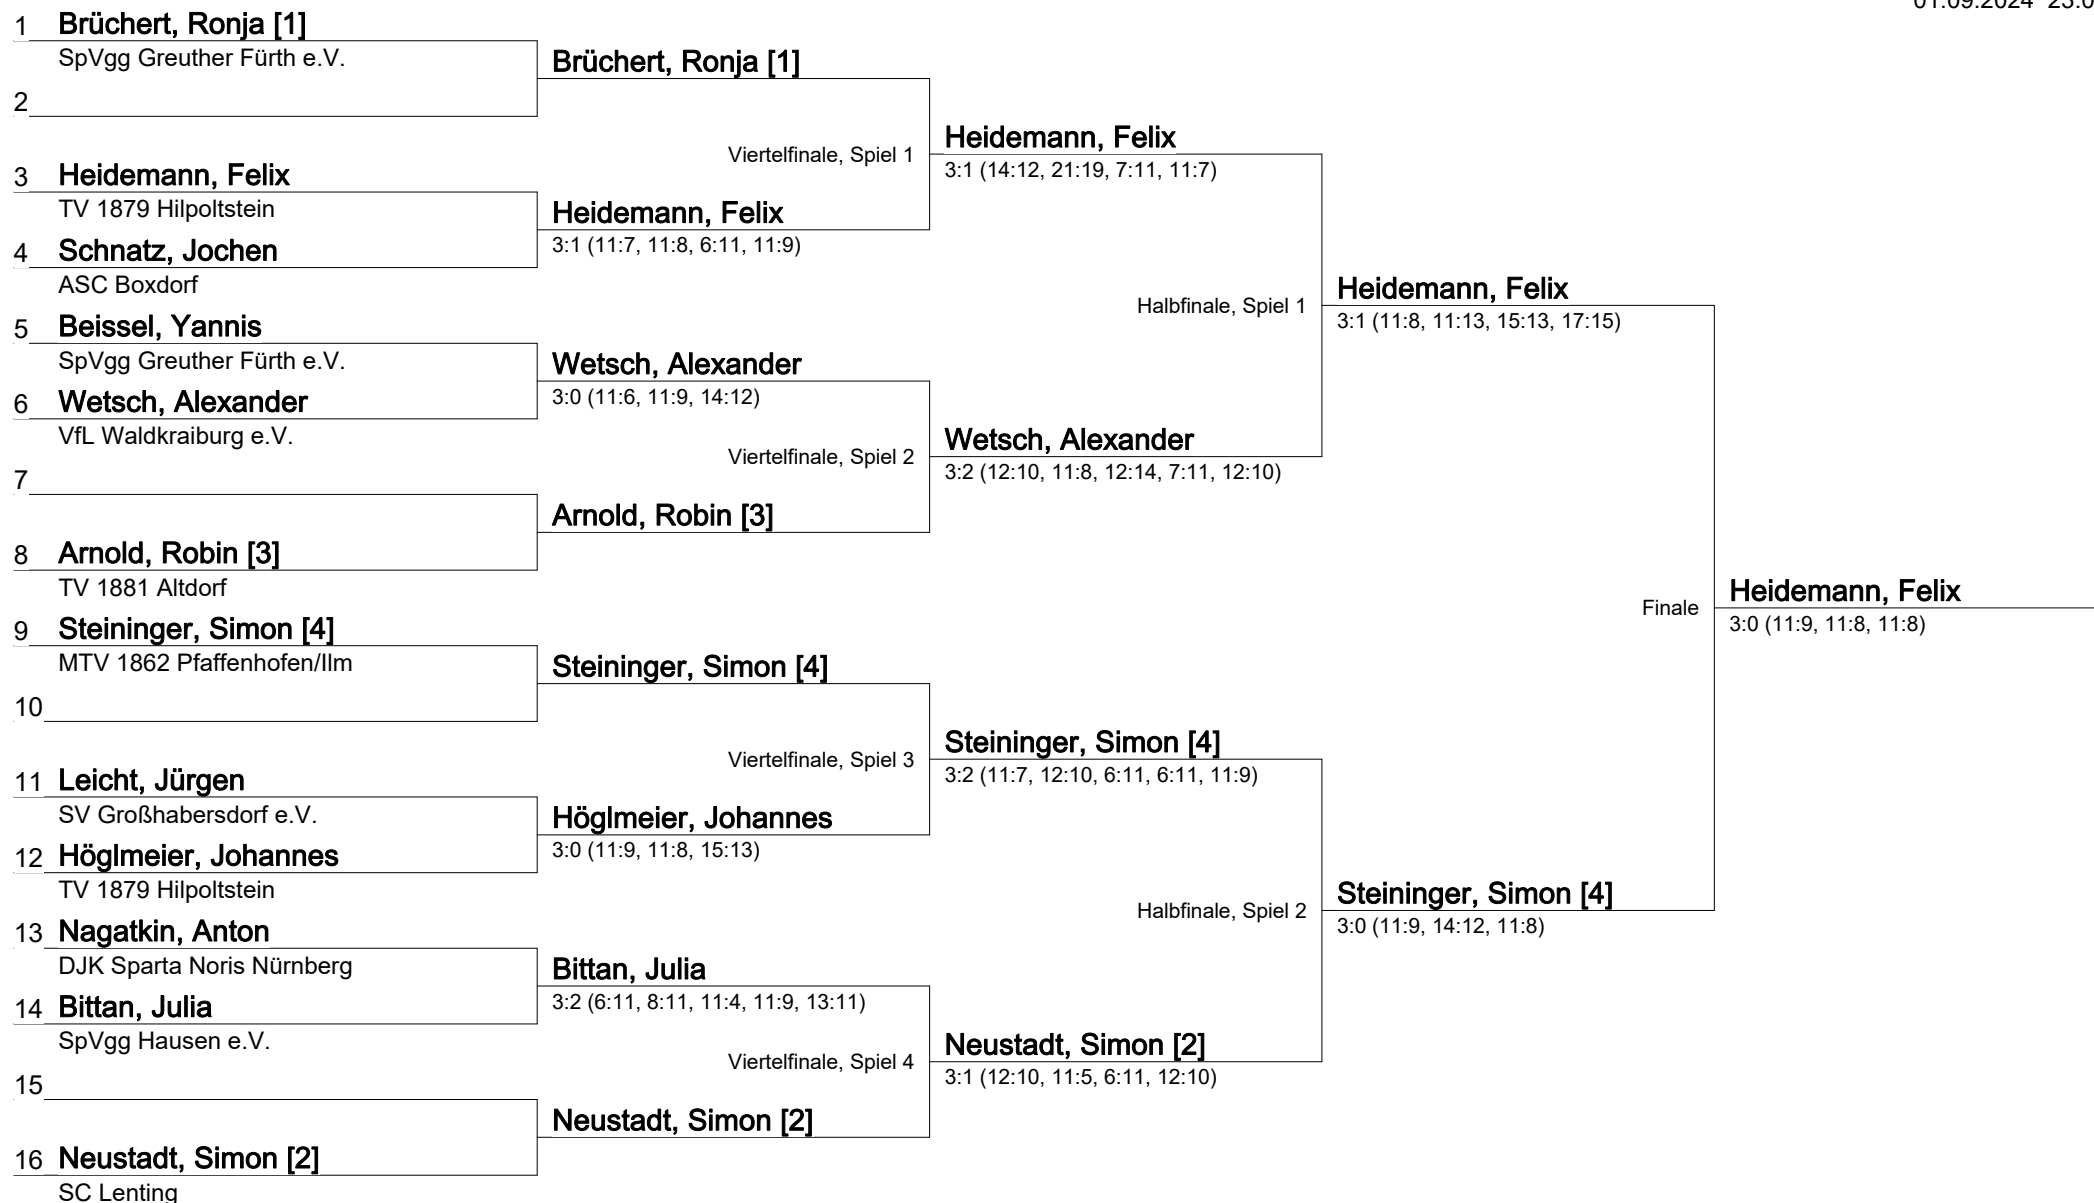 01.09.2024 23:0
1 Brüchert, Ronja [1]
SpVgg Greuther Fürth e.V.
Brüchert, Ronja [1]
2
Heidemann, Felix
Viertelfinale, Spiel 1
3:1 (14:12, 21:19, 7:11, 11:7)
3 Heidemann, Felix
TV 1879 Hilpoltstein
Heidemann, Felix
3:1 (11:7, 11:8, 6:11, 11:9)
4 Schnatz, Jochen
ASC Boxdorf
Heidemann, Felix
Halbfinale, Spiel 1
3:1 (11:8, 11:13, 15:13, 17:15)
5 Beissel, Yannis
SpVgg Greuther Fürth e.V.
Wetsch, Alexander
3:0 (11:6, 11:9, 14:12)
6 Wetsch, Alexander
VfL Waldkraiburg e.V.
Wetsch, Alexander
Viertelfinale, Spiel 2
3:2 (12:10, 11:8, 12:14, 7:11, 12:10)
7
Arnold, Robin [3]
8 Arnold, Robin [3]
TV 1881 Altdorf
Heidemann, Felix
Finale
3:0 (11:9, 11:8, 11:8)
9 Steininger, Simon [4]
MTV 1862 Pfaffenhofen/Ilm
Steininger, Simon [4]
10
Steininger, Simon [4]
Viertelfinale, Spiel 3
3:2 (11:7, 12:10, 6:11, 6:11, 11:9)
11 Leicht, Jürgen
SV Großhabersdorf e.V.
Höglmeier, Johannes
3:0 (11:9, 11:8, 15:13)
12 Höglmeier, Johannes
TV 1879 Hilpoltstein
Steininger, Simon [4]
Halbfinale, Spiel 2
3:0 (11:9, 14:12, 11:8)
13 Nagatkin, Anton
DJK Sparta Noris Nürnberg
Bittan, Julia
3:2 (6:11, 8:11, 11:4, 11:9, 13:11)
14 Bittan, Julia
SpVgg Hausen e.V.
Neustadt, Simon [2]
Viertelfinale, Spiel 4
3:1 (12:10, 11:5, 6:11, 12:10)
15
Neustadt, Simon [2]
16 Neustadt, Simon [2]
SC Lenting